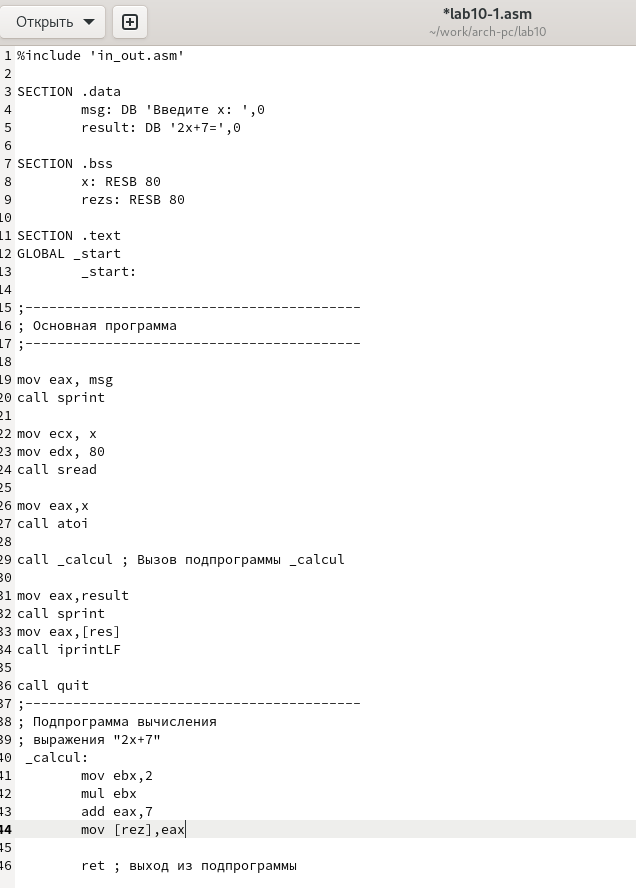 Открыть
*lab10-1.asm
~/work/arch-pc/lab10
1 %include 'in_out.asm'
2
3 SECTION .data
4 msg: DB 'Введите x: ',0
5 result: DB '2x+7=',0
6
7 SECTION .bss
8 x: RESB 80
9 rezs: RESB 80
10
11 SECTION .text
12 GLOBAL _start
13 _start:
14
15 ;------------------------------------------
16 ; Основная программа
17 ;------------------------------------------
18
19 mov eax, msg
20 call sprint
21
22 mov ecx, x
23 mov edx, 80
24 call sread
25
26 mov eax,x
27 call atoi
28
29 call _calcul ; Вызов подпрограммы _calcul
30
31 mov eax,result
32 call sprint
33 mov eax,[res]
34 call iprintLF
35
36 call quit
37 ;------------------------------------------
38 ; Подпрограмма вычисления
39 ; выражения "2x+7"
40 _calcul:
41 mov ebx,2
42 mul ebx
43 add eax,7
44 mov [rez],eax
45
46 ret ; выход из подпрограммы